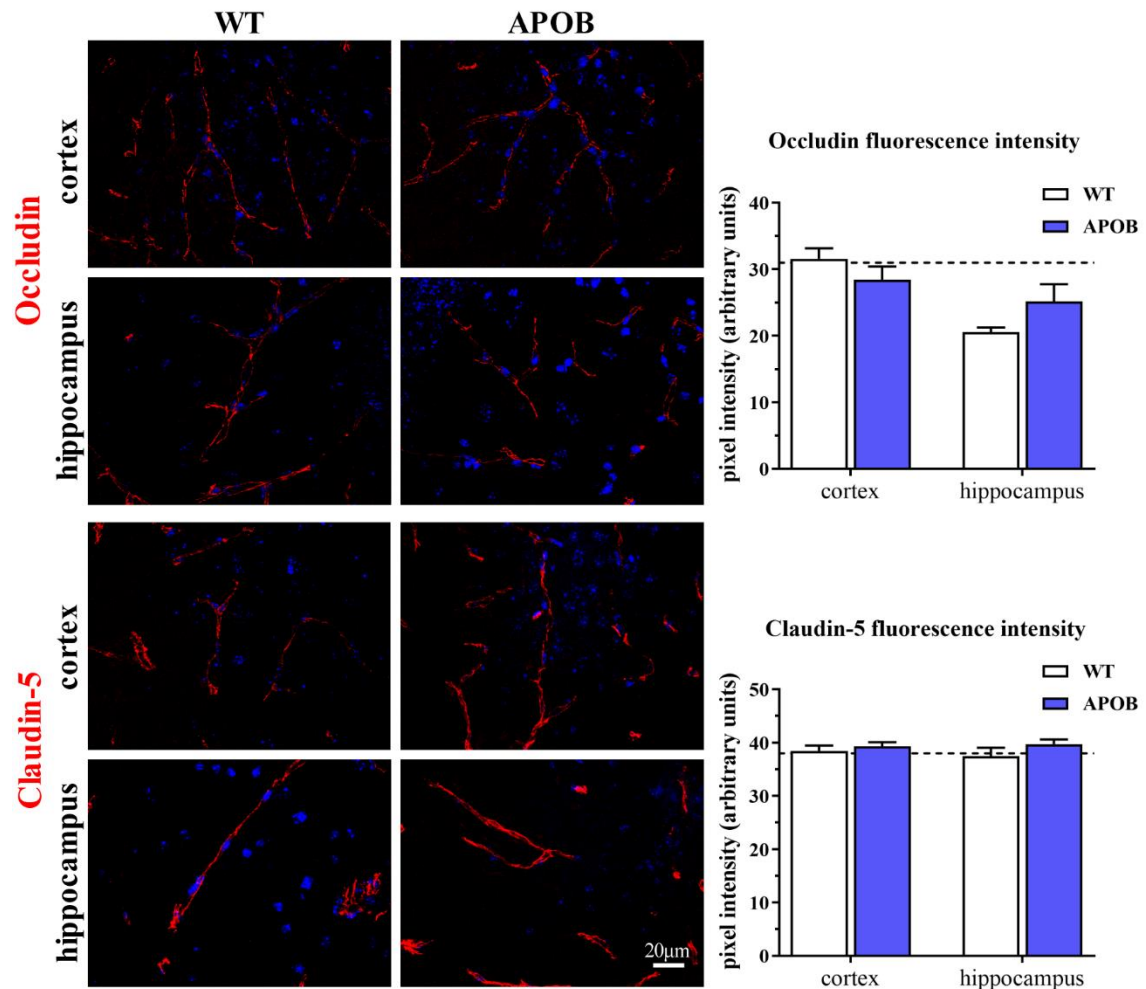 WT
APOB
Occludin
cortex
hippocampus
Claudin-5
cortex
hippocampus
20μm
Occludin fluorescence intensity
WT
APOB
pixel intensity (arbitrary units)
40
30
20
10
0
cortex
hippocampus
Claudin-5 fluorescence intensity
WT
APOB
pixel intensity (arbitrary units)
50
40
30
20
10
0
cortex
hippocampus